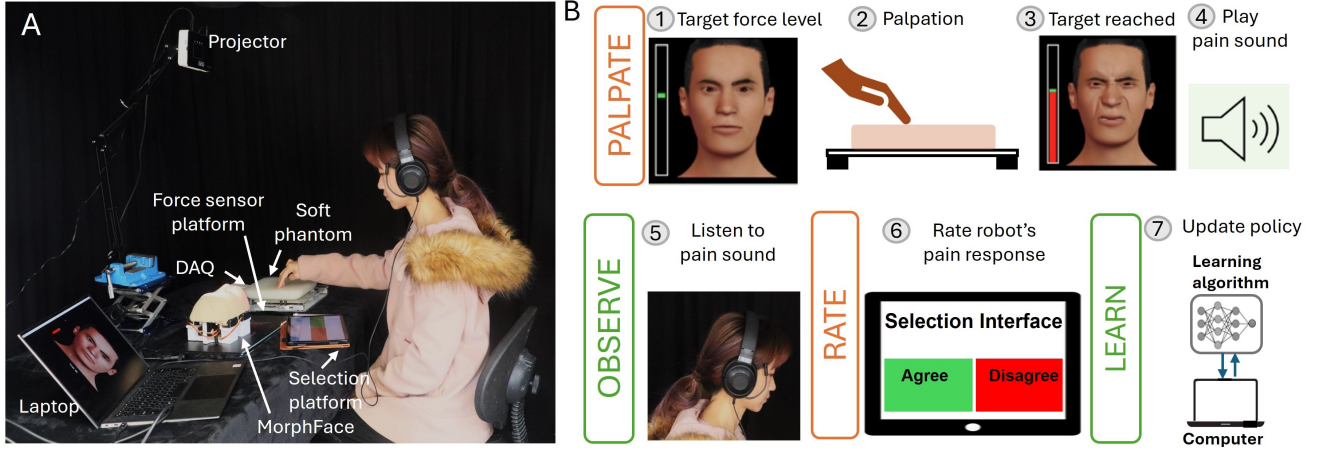 A
Projector
Force sensor
platform
Soft
phantom
DAQ
Laptop
Selection
platform
MorphFace
B
PALPATE
1 Target force level
2 Palpation
3 Target reached
4 Play
pain sound
OBSERVE
5 Listen to
pain sound
RATE
6 Rate robot's
pain response
Selection Interface
Agree
Disagree
LEARN
7 Update policy
Learning
algorithm
Computer